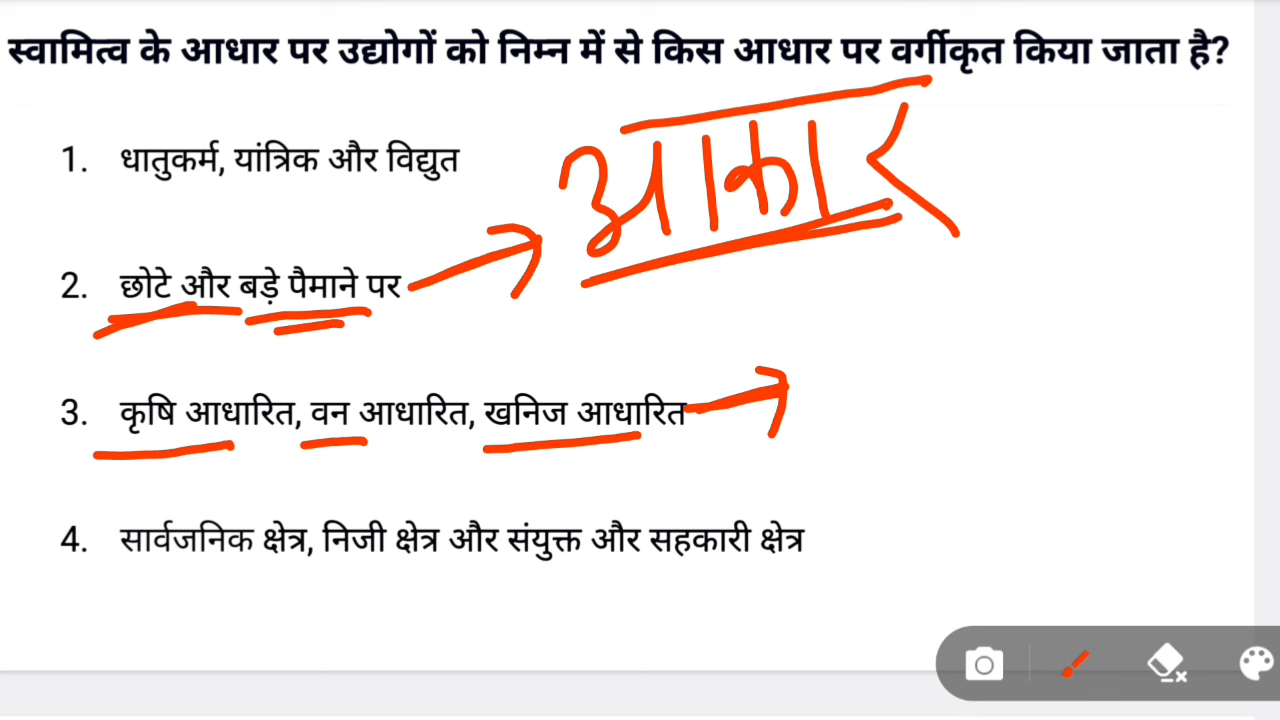 स्वामित्व के आधार पर उद्योगों को निम्न में से किस आधार पर वर्गीकृत किया जाता है?
1. धातुकर्म, यांत्रिक और विद्युत
आकार
2. छोटे और बड़े पैमाने पर
3. कृषि आधारित, वन आधारित, खनिज आधारित
4. सार्वजनिक क्षेत्र, निजी क्षेत्र और संयुक्त और सहकारी क्षेत्र